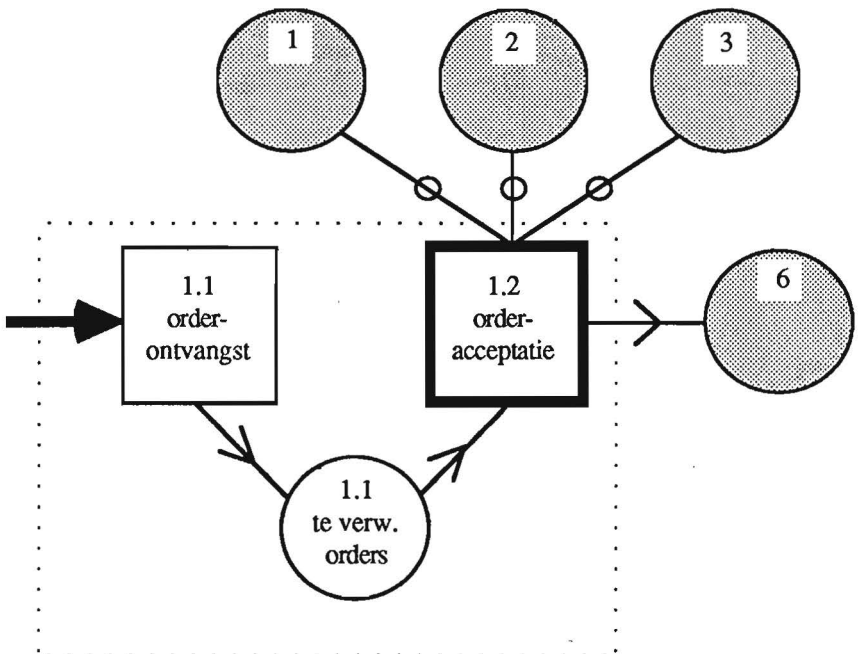 1
2
3
1.1
order-
ontvangst
1.2
order-
acceptatie
6
1.1
te verw.
orders